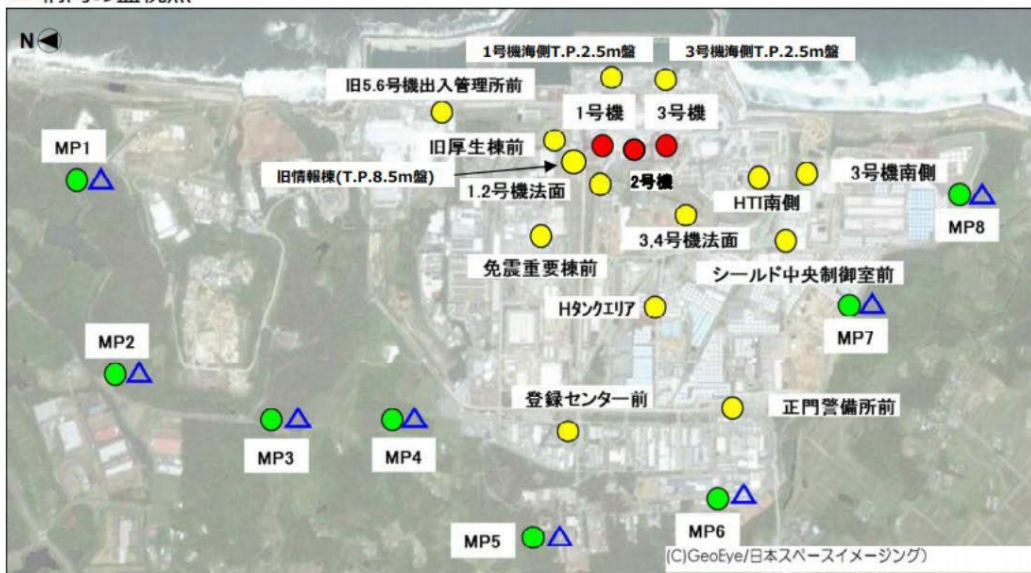 N
1号機海側T.P.2.5m盤
3号機海側T.P.2.5m盤
旧5.6号機出入管理所前
1号機
3号機
MP1
旧厚生棟前
旧情報棟(T.P.8.5m盤)
1.2号機法面
2号機
HTI南側
3号機南側
MP8
3,4号機法面
免震重要棟前
シールド中央制御室前
Hタンクエリア
MP7
MP2
登録センター前
正門警備所前
MP3
MP4
MP5
MP6
(C)GeoEye/日本スペースイメージング)